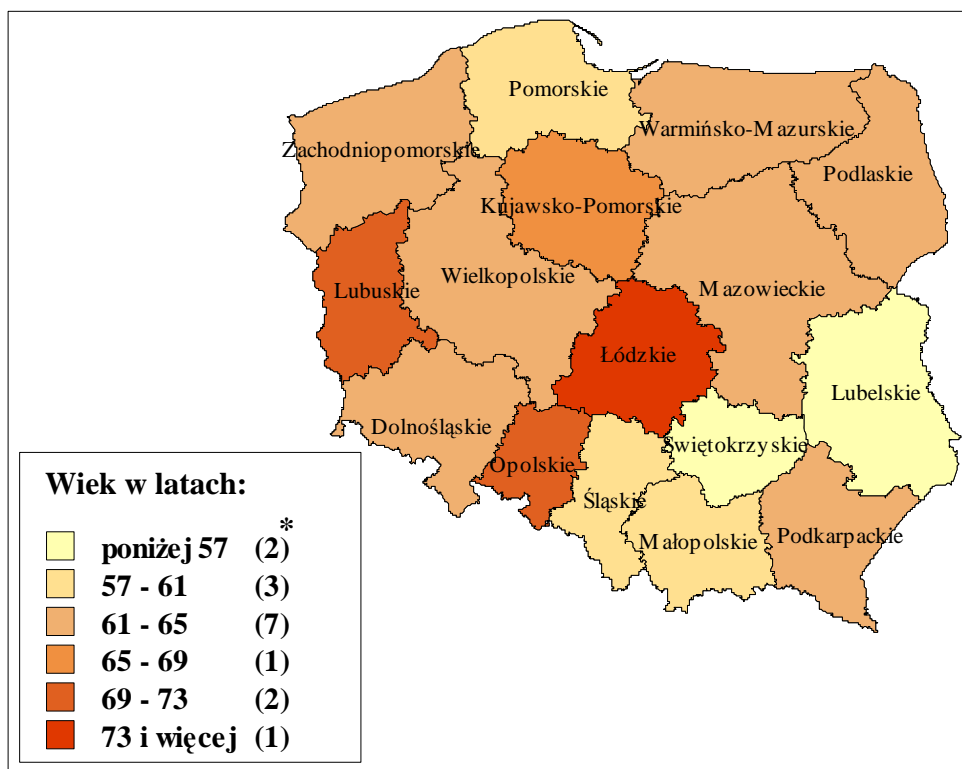 Pomorskie
Warmińsko-Mazurskie
Zachodniopomorskie
Podlaskie
Kujawsko-Pomorskie
Wielkopolskie
Mazowieckie
Lubuskie
Łódzkie
Lubelskie
Dolnośląskie
Świętokrzyskie
Opolskie
Śląskie
Małopolskie
Podkarpackie
Wiek w latach:
*
poniżej 57 (2)
57 - 61 (3)
61 - 65 (7)
65 - 69 (1)
69 - 73 (2)
73 i więcej (1)